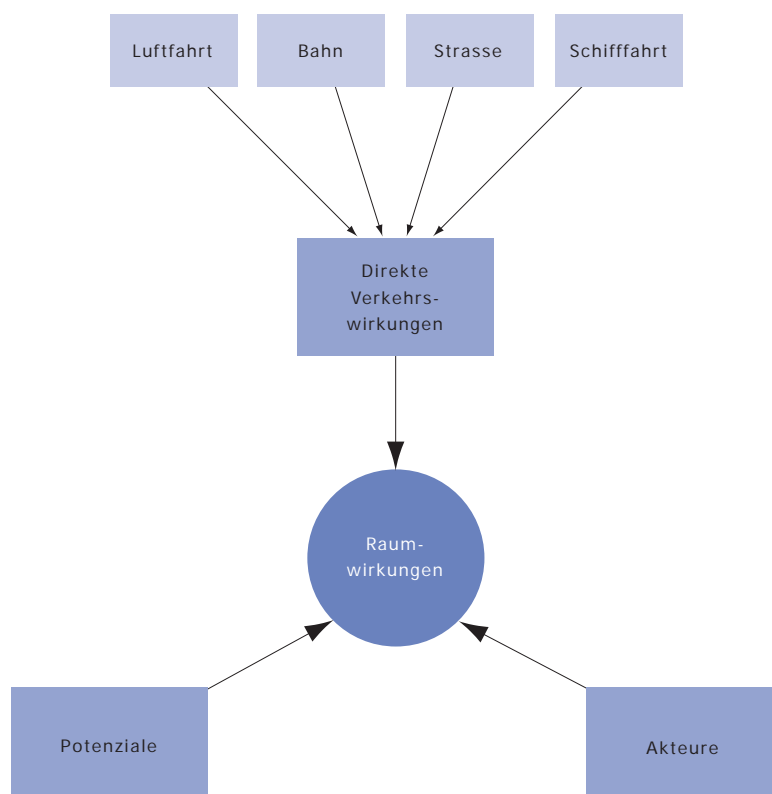 Luftfahrt
Bahn
Strasse
Schifffahrt
Direkte
Verkehrs-
wirkungen
Raum-
wirkungen
Potenziale
Akteure